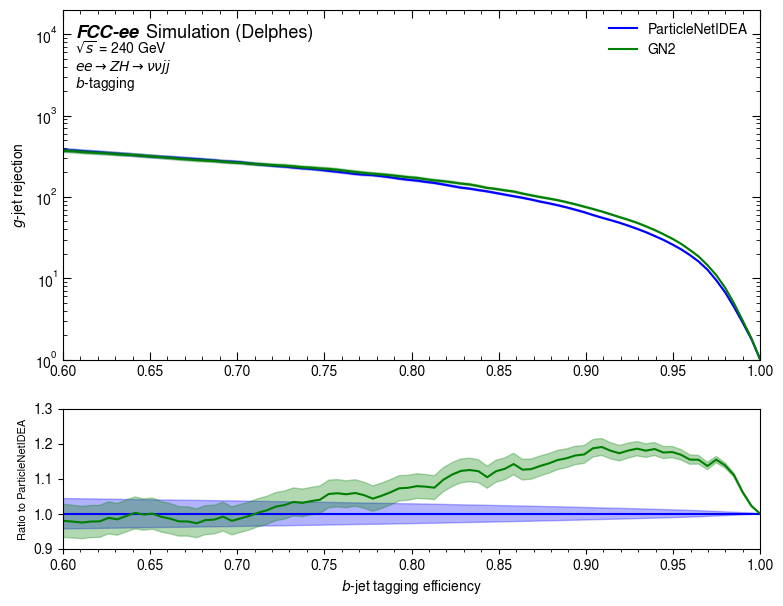 FCC-ee Simulation (Delphes)
√s = 240 GeV
ee → ZH → ννjj
b-tagging
ParticleNetIDEA
GN2
g-jet rejection
10⁴
10³
10²
10¹
10⁰
0.60 0.65 0.70 0.75 0.80 0.85 0.90 0.95 1.00
Ratio to ParticleNetIDEA
1.3
1.2
1.1
1.0
0.9
0.60 0.65 0.70 0.75 0.80 0.85 0.90 0.95 1.00
b-jet tagging efficiency